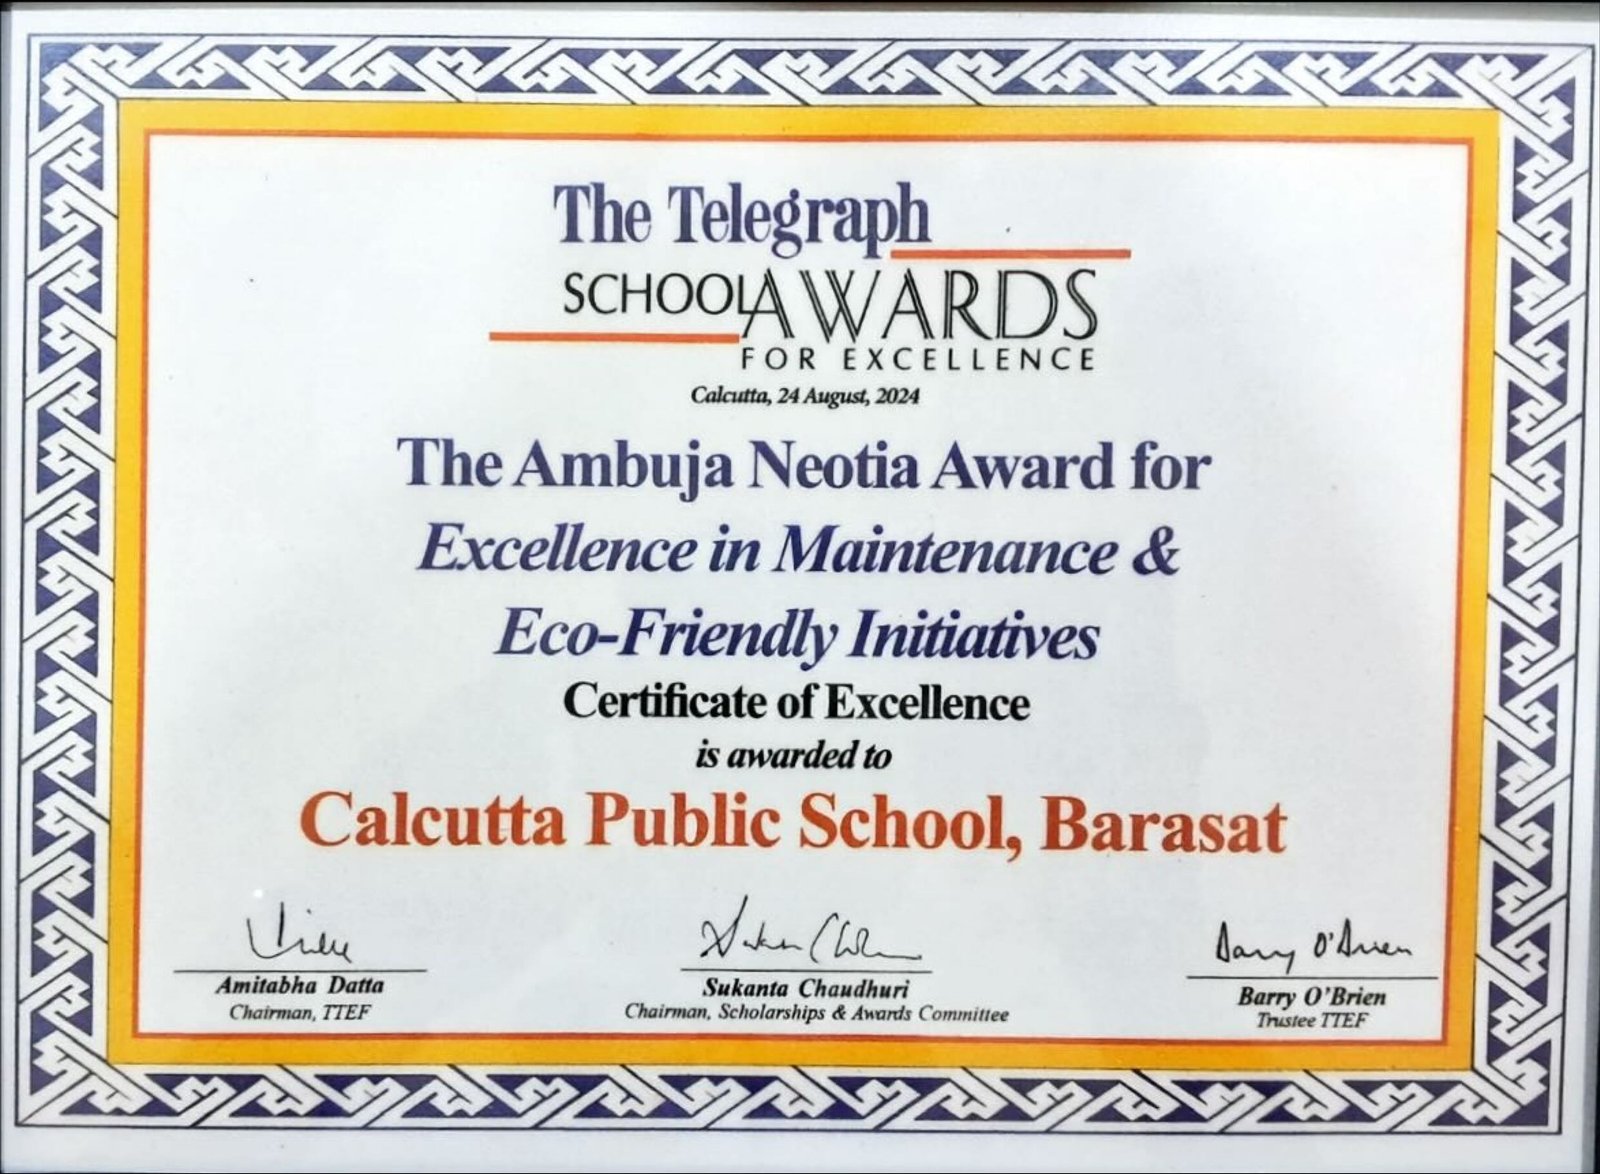 The Telegraph
SCHOOL AWARDS
FOR EXCELLENCE
Calcutta, 24 August, 2024
The Ambuja Neotia Award for
Excellence in Maintenance &
Eco-Friendly Initiatives
Certificate of Excellence
is awarded to
Calcutta Public School, Barasat
Amitabha Datta
Chairman, TTEF
Sukanta Chaudhuri
Chairman, Scholarships & Awards Committee
Barry O'Brien
Barry O'Brien
Trustee TTEF